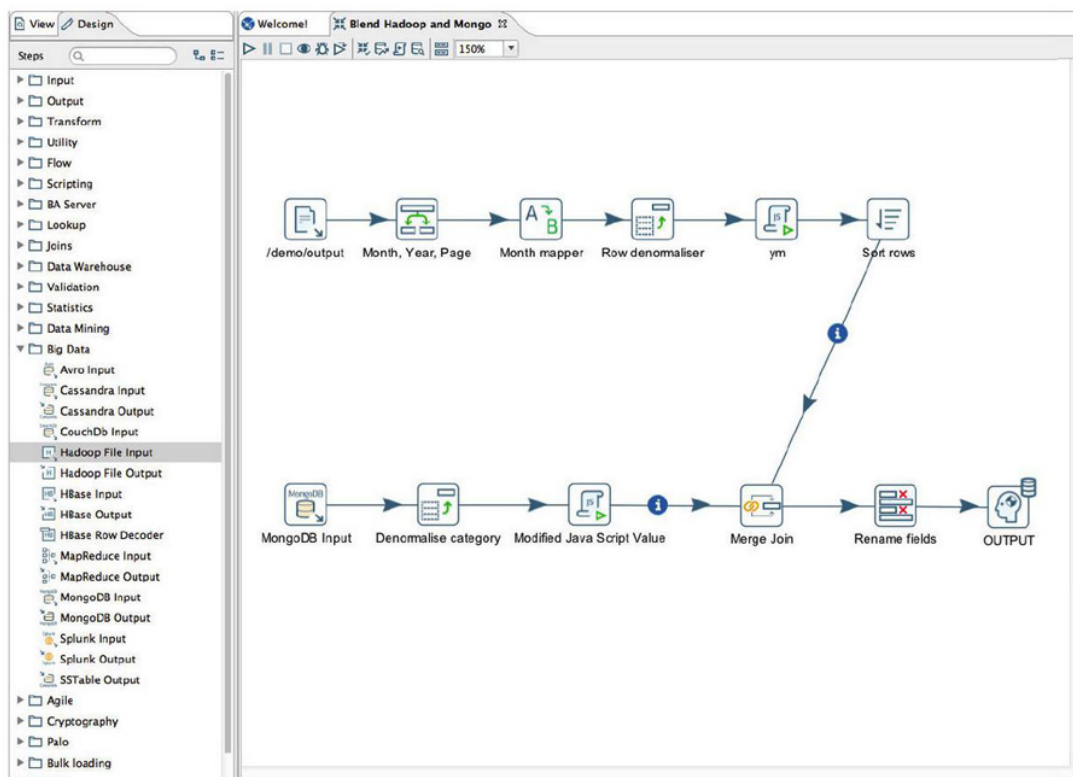 View
Design
Steps
Input
Output
Transform
Utility
Flow
Scripting
BA Server
Lookup
Joins
Data Warehouse
Validation
Statistics
Data Mining
Big Data
Avro Input
Cassandra Input
Cassandra Output
CouchDb Input
Hadoop File Input
Hadoop File Output
HBase Input
HBase Output
HBase Row Decoder
MapReduce Input
MapReduce Output
MongoDB Input
MongoDB Output
Splunk Input
Splunk Output
SSTable Output
Agile
Cryptography
Palo
Bulk loading
Welcome!
Blend Hadoop and Mongo
150%
A
B
JS
/demo/output
Month, Year, Page
Month mapper
Row denormaliser
ym
Sort rows
i
MongoDB
JS
i
MongoDB Input
Denormalise category
Modified Java Script Value
Merge Join
Rename fields
OUTPUT